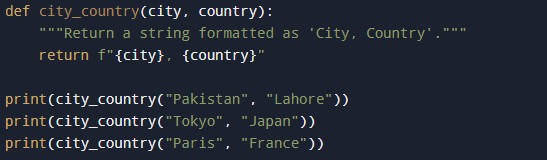 def city_country(city, country):
    """Return a string formatted as 'City, Country'."""
    return f"{city}, {country}"

print(city_country("Pakistan", "Lahore"))
print(city_country("Tokyo", "Japan"))
print(city_country("Paris", "France"))